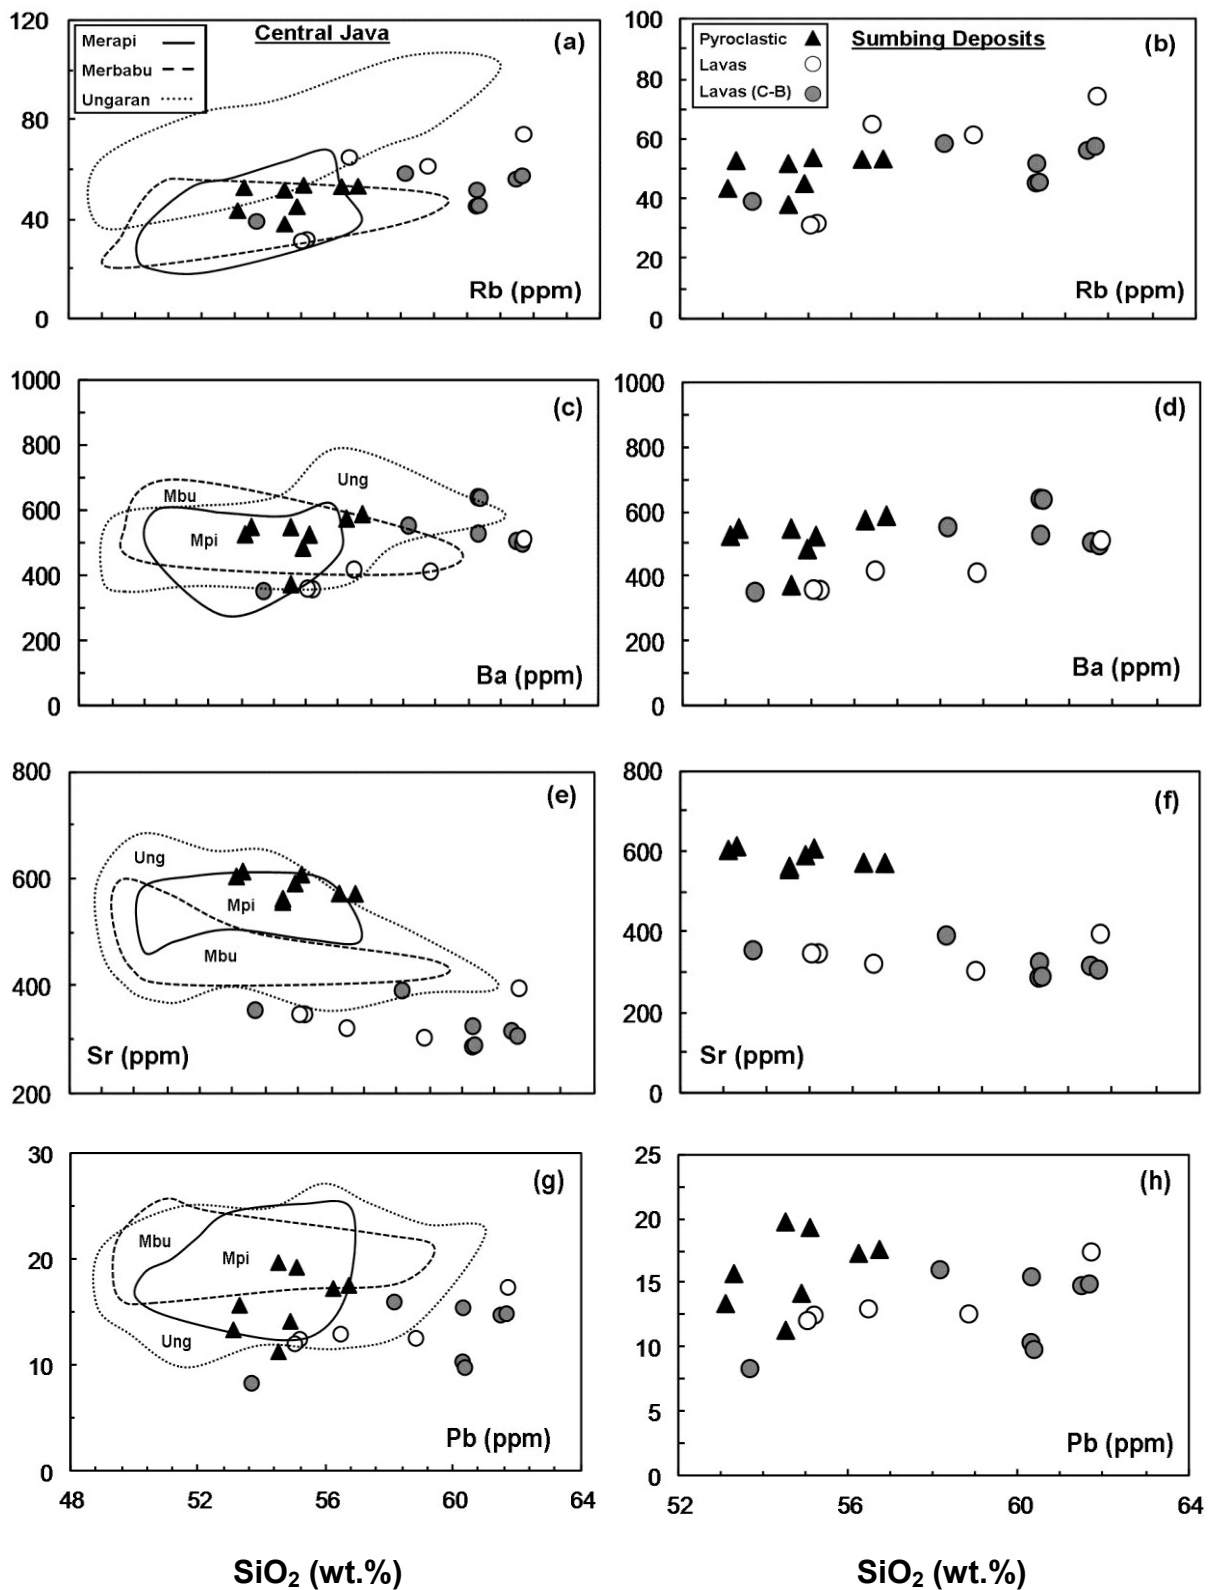 Central Java
(a)
Merapi
Merbabu
Ungaran
120
80
40
0
Rb (ppm)
Sumbing Deposits
(b)
Pyroclastic
Lavas
Lavas (C-B)
100
80
60
40
20
0
Rb (ppm)
(c)
1000
800
600
400
200
0
Ung
Mbu
Mpi
Ba (ppm)
(d)
1000
800
600
400
200
0
Ba (ppm)
(e)
800
600
400
200
Ung
Mpi
Mbu
Sr (ppm)
(f)
800
600
400
200
0
Sr (ppm)
52
56
60
64
(g)
30
20
10
0
Mbu
Mpi
Ung
Pb (ppm)
48
52
56
60
64
SiO₂ (wt.%)
(h)
25
20
15
10
5
0
Pb (ppm)
52
56
60
64
SiO₂ (wt.%)